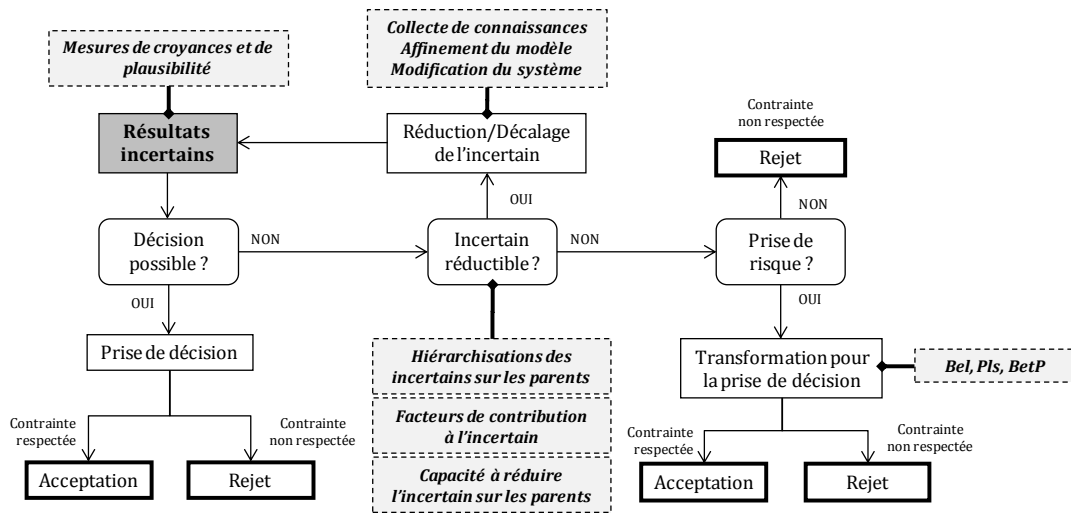 Mesures de croyances et de
plausibilité
Collecte de connaissances
Affinement du modèle
Modification du système
Résultats
incertains
Réduction/Décalage
de l'incertain
Contrainte
non respectée
Rejet
OUI
NON
Décision
possible ?
NON
Incertain
réductible ?
NON
Prise de
risque ?
OUI
OUI
Prise de décision
Hiérarchisations des
incertains sur les parents
Transformation pour
la prise de décision
Bel, Pls, BetP
Facteurs de contribution
à l'incertain
Capacité à réduire
l'incertain sur les parents
Contrainte
respectée
Contrainte
non respectée
Acceptation
Rejet
Contrainte
respectée
Contrainte
non respectée
Acceptation
Rejet